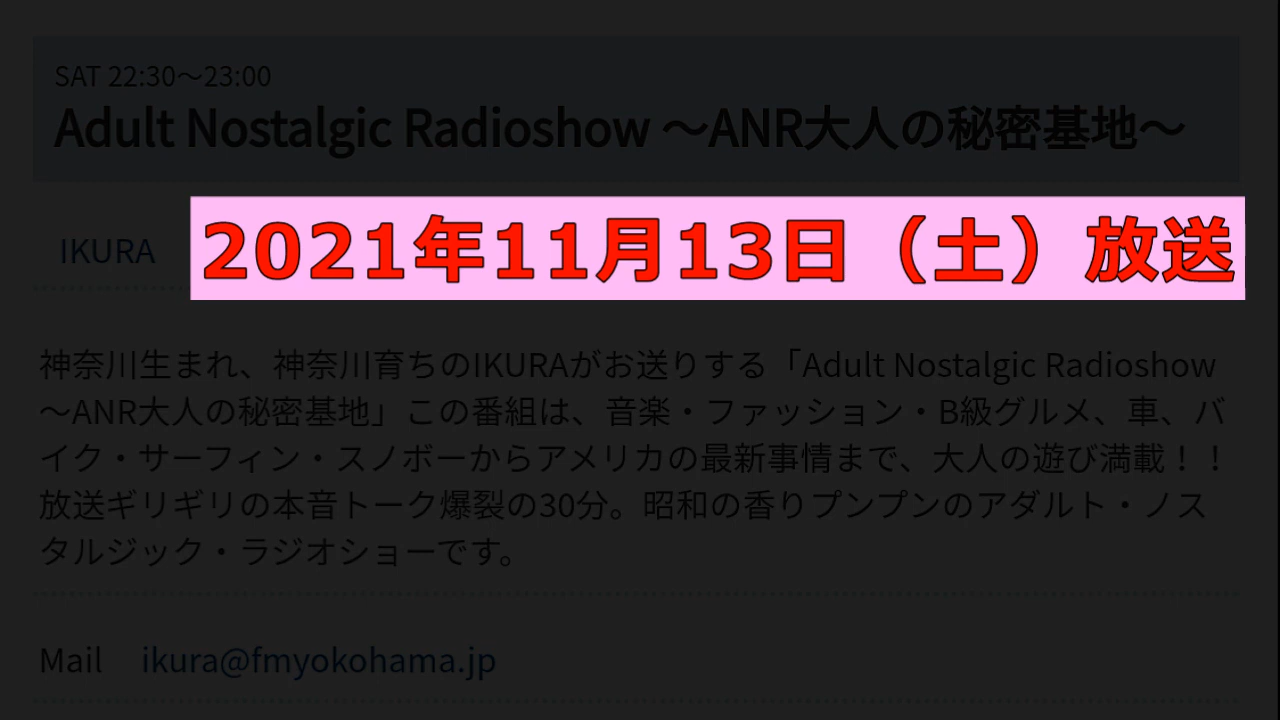 SAT 22:30～23:00
Adult Nostalgic Radioshow ～ANR大人の秘密基地～
IKURA
2021年11月13日（土）放送
神奈川生まれ、神奈川育ちのIKURAがお送りする「Adult Nostalgic Radioshow
～ANR大人の秘密基地」この番組は、音楽・ファッション・B級グルメ、車、バ
イク・サーフィン・スノボーからアメリカの最新事情まで、大人の遊び満載！！
放送ギリギリの本音トーク爆裂の30分。昭和の香りプンプンのアダルト・ノス
タルジック・ラジオショーです。
Mail ikura@fmyokohama.jp